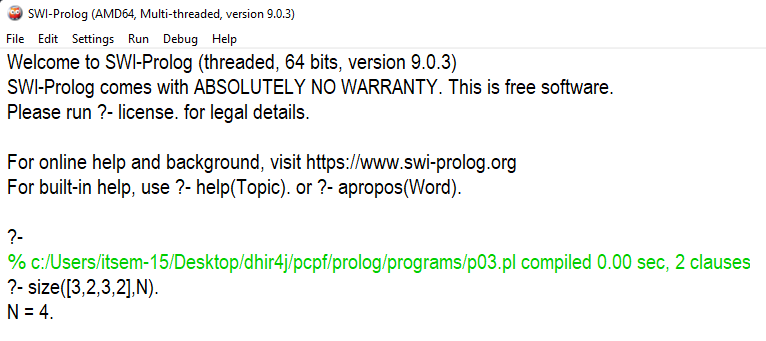 SWI-Prolog (AMD64, Multi-threaded, version 9.0.3)
File Edit Settings Run Debug Help
Welcome to SWI-Prolog (threaded, 64 bits, version 9.0.3)
SWI-Prolog comes with ABSOLUTELY NO WARRANTY. This is free software.
Please run ?- license. for legal details.
For online help and background, visit https://www.swi-prolog.org
For built-in help, use ?- help(Topic). or ?- apropos(Word).
?-
% c:/Users/itsem-15/Desktop/dhir4j/pcpf/prolog/programs/p03.pl compiled 0.00 sec, 2 clauses
?- size([3,2,3,2],N).
N = 4.